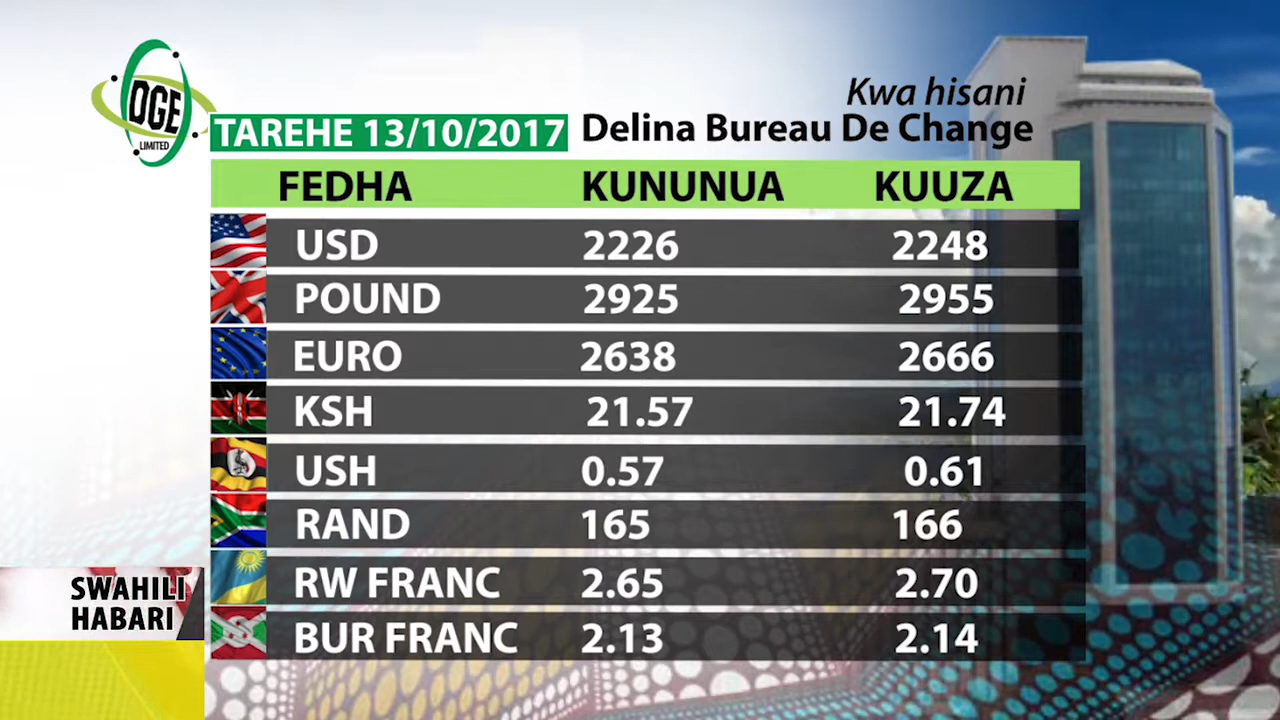 DGE
LIMITED
Kwa hisani
TAREHE 13/10/2017 Delina Bureau De Change
FEDHA KUNUNUA KUUZA
USD 2226 2248
POUND 2925 2955
EURO 2638 2666
KSH 21.57 21.74
USH 0.57 0.61
RAND 165 166
RW FRANC 2.65 2.70
BUR FRANC 2.13 2.14
SWAHILI
HABARI